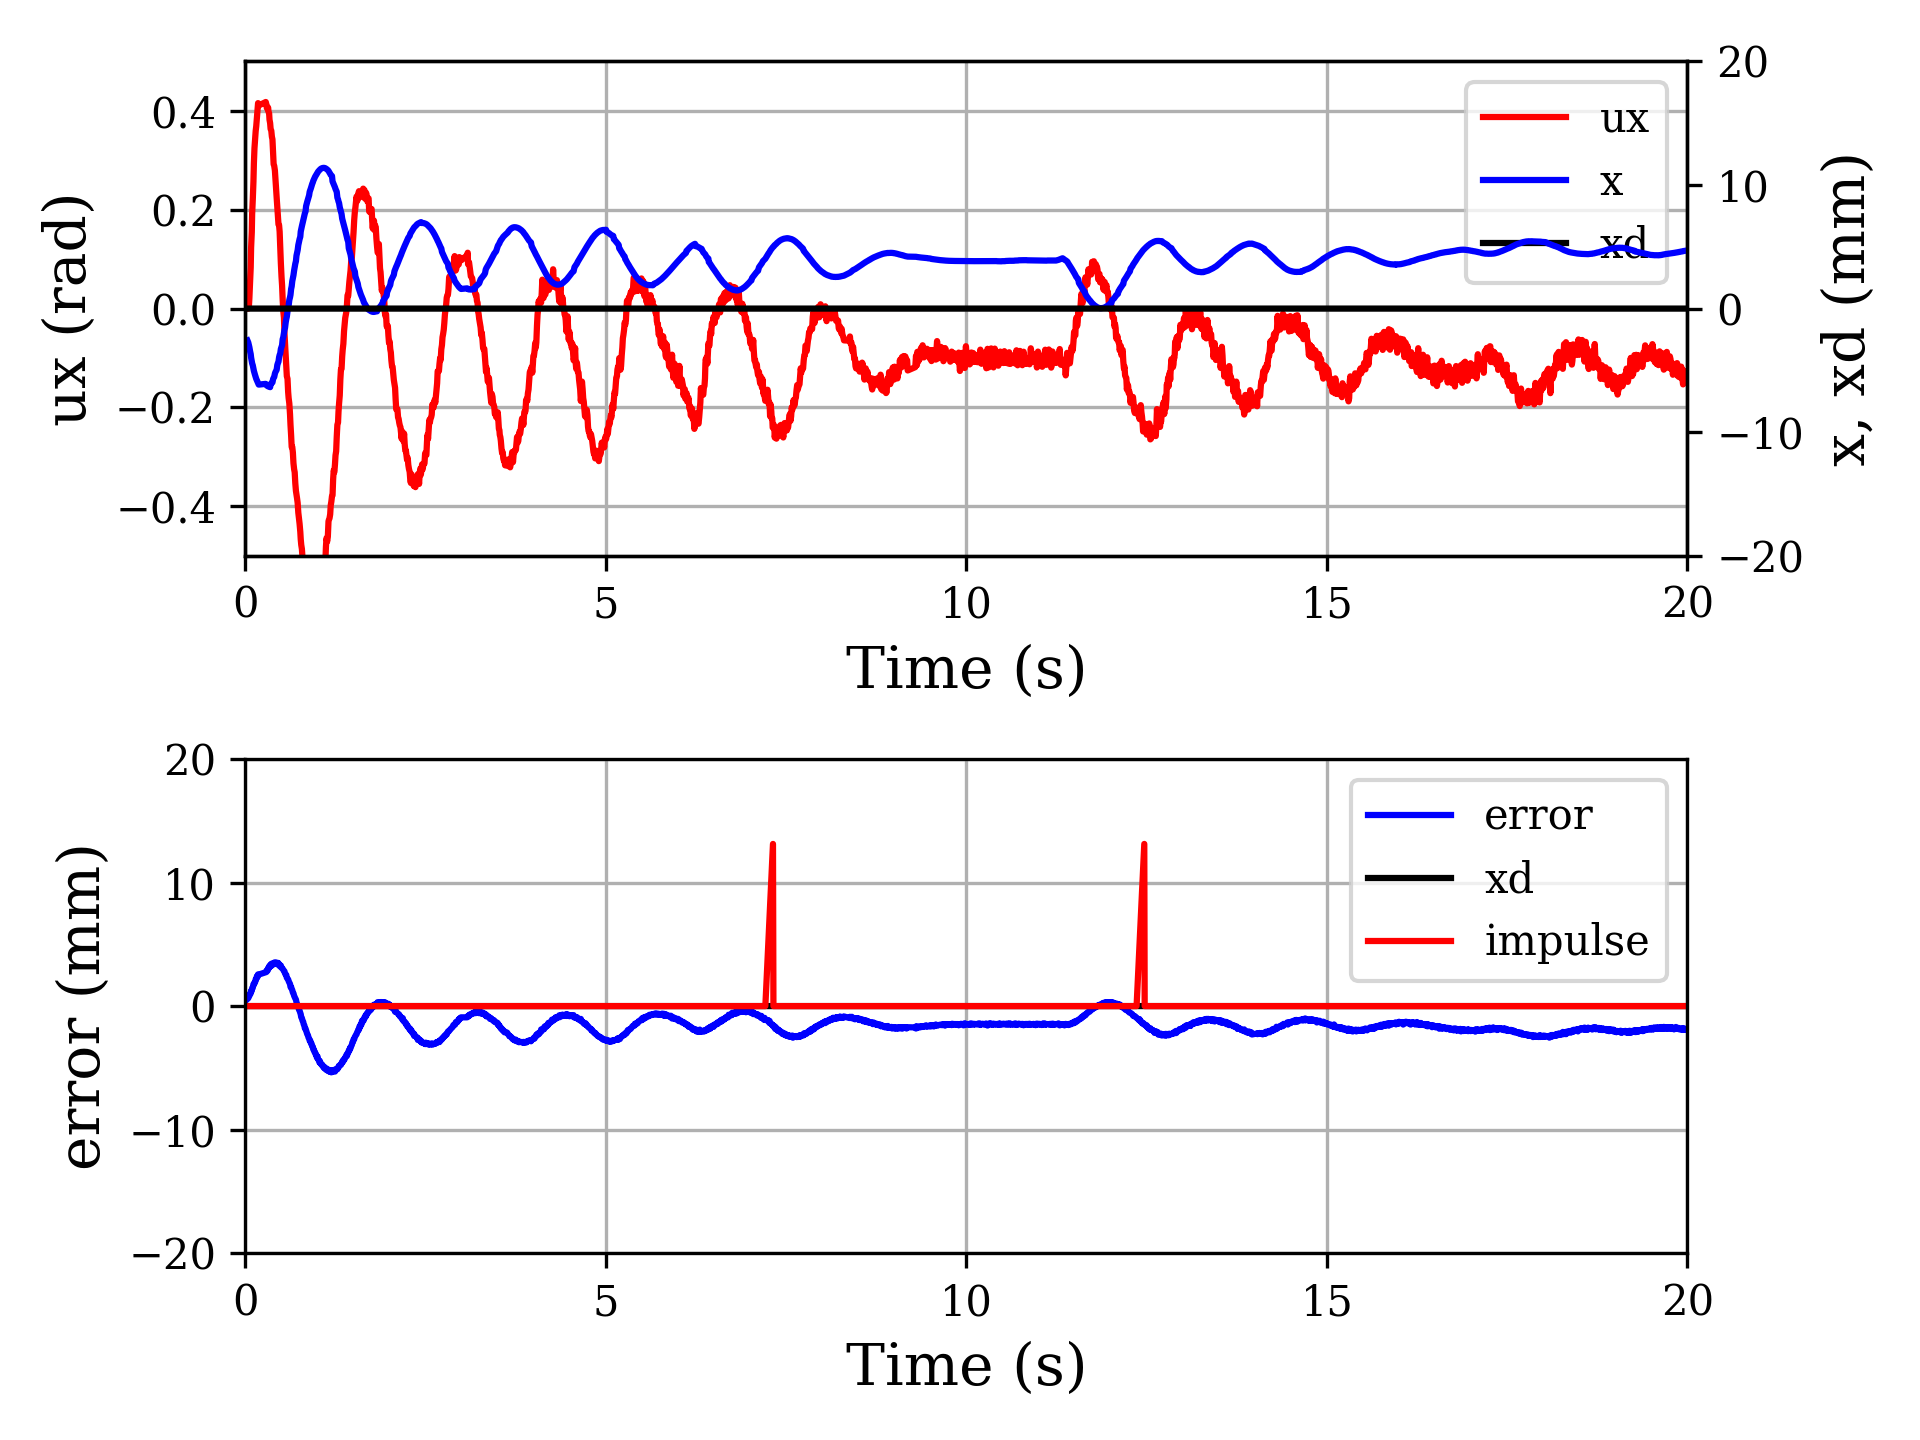 ux (rad)
0.4
0.2
0.0
−0.2
−0.4
ux
x
xd
20
10
0
−10
−20
x, xd (mm)
0 5 10 15 20
Time (s)
error (mm)
20
10
0
−10
−20
error
xd
impulse
0 5 10 15 20
Time (s)